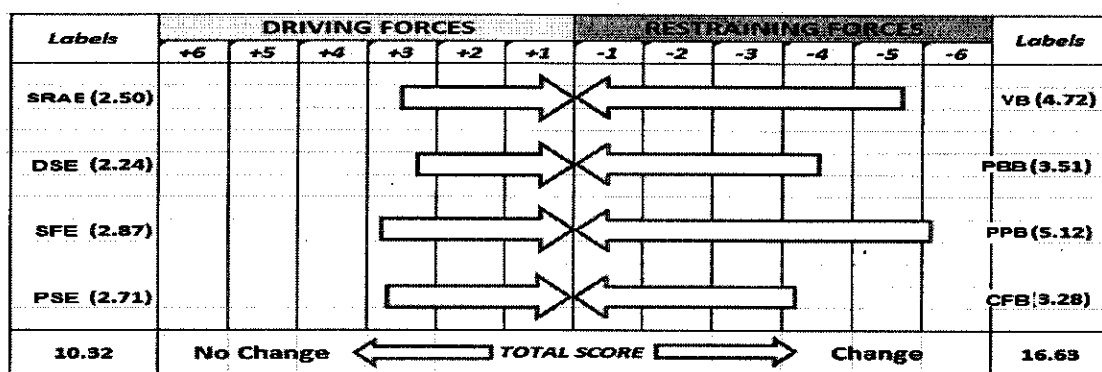 Labels DRIVING FORCES RESTRAINING FORCES Labels
+6 +5 +4 +3 +2 +1 -1 -2 -3 -4 -5 -6
SRAE (2.50) VB (4.72)
DSE (2.24) PBB (3.51)
SFE (2.87) PPB (5.12)
PSE (2.71) CFB (3.28)
10.32 No Change TOTAL SCORE Change 16.63